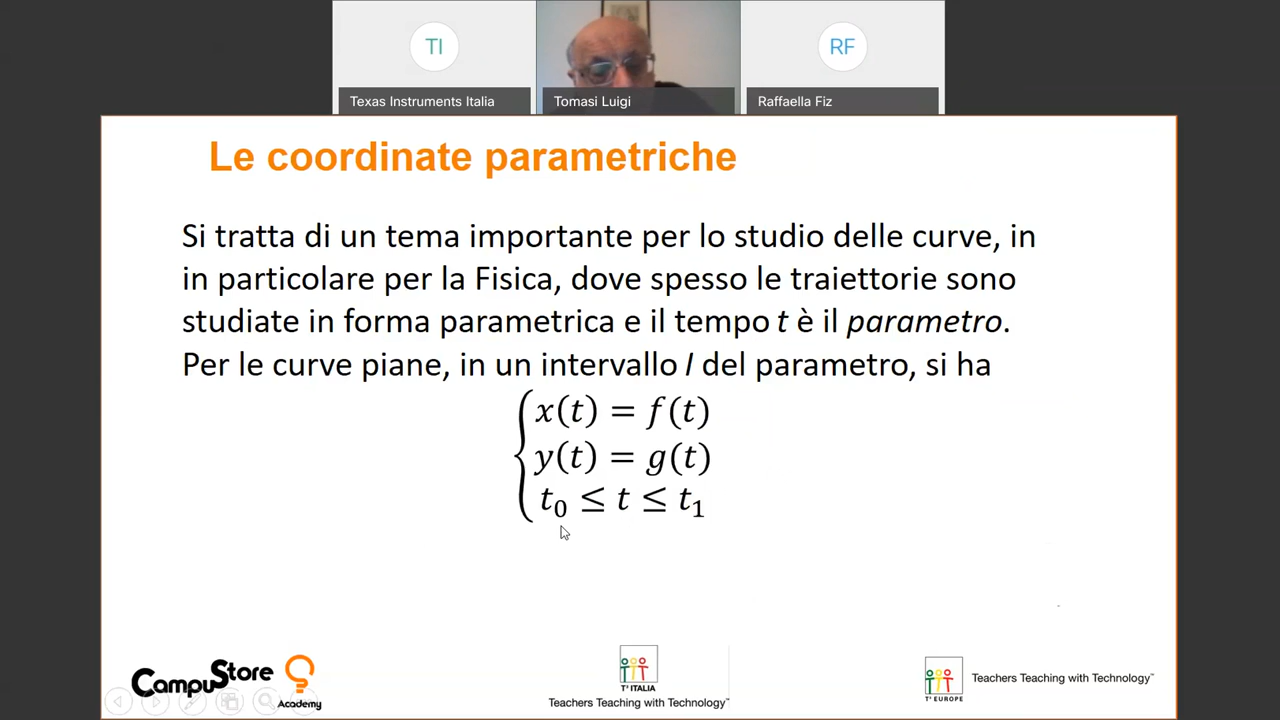 TI
RF
Texas Instruments Italia
Tomasi Luigi
Raffaella Fiz
Le coordinate parametriche
Si tratta di un tema importante per lo studio delle curve, in
in particolare per la Fisica, dove spesso le traiettorie sono
studiate in forma parametrica e il tempo t è il parametro.
Per le curve piane, in un intervallo I del parametro, si ha
x(t) = f(t)
y(t) = g(t)
t₀ ≤ t ≤ t₁
CampuStore
Academy
T³ ITALIA
Teachers Teaching with Technology™
T³ EUROPE
Teachers Teaching with Technology™